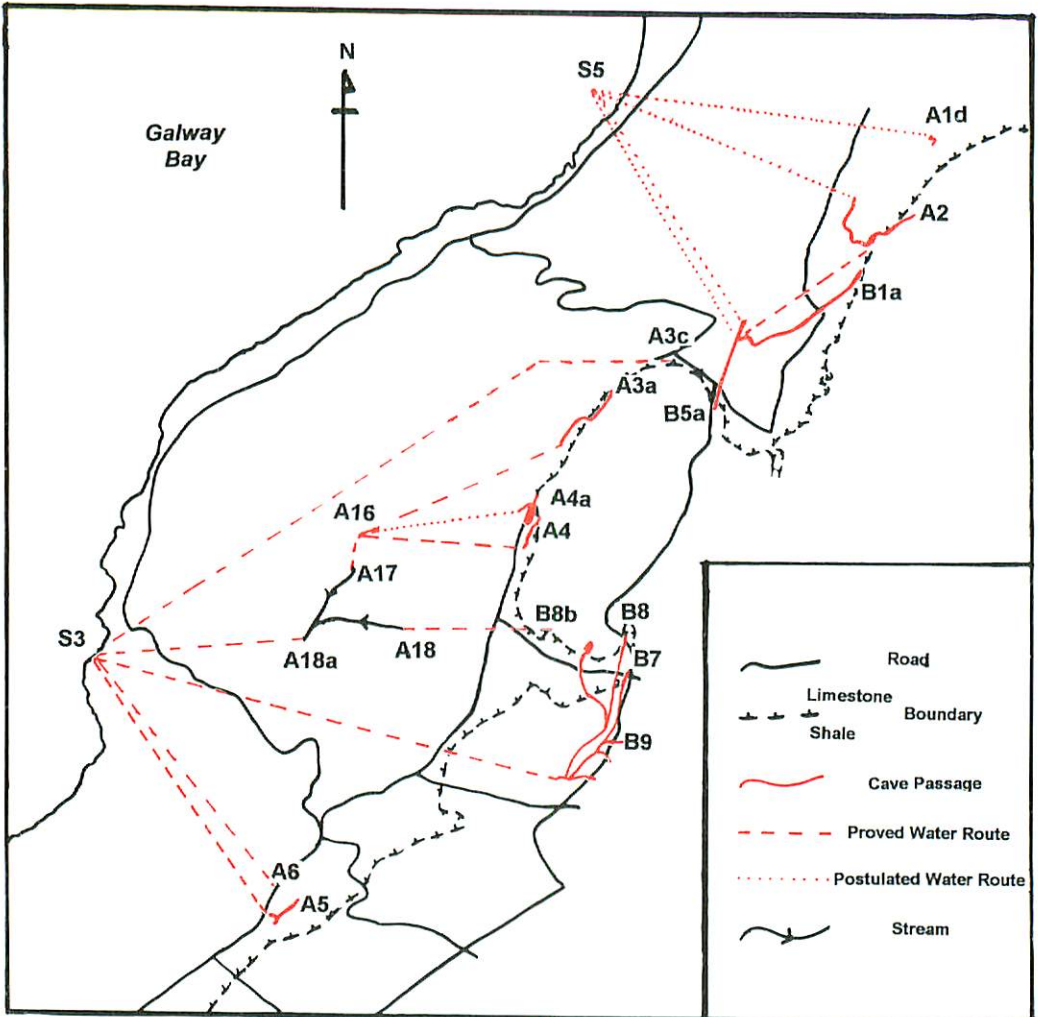 N
S5
Galway
Bay
A1d
A2
B1a
A3c
A3a
B5a
A4a
A16
A4
A17
B8b
B8
S3
A18a
A18
B7
B9
A6
A5
Road
Limestone
Boundary
Shale
Cave Passage
Proved Water Route
Postulated Water Route
Stream